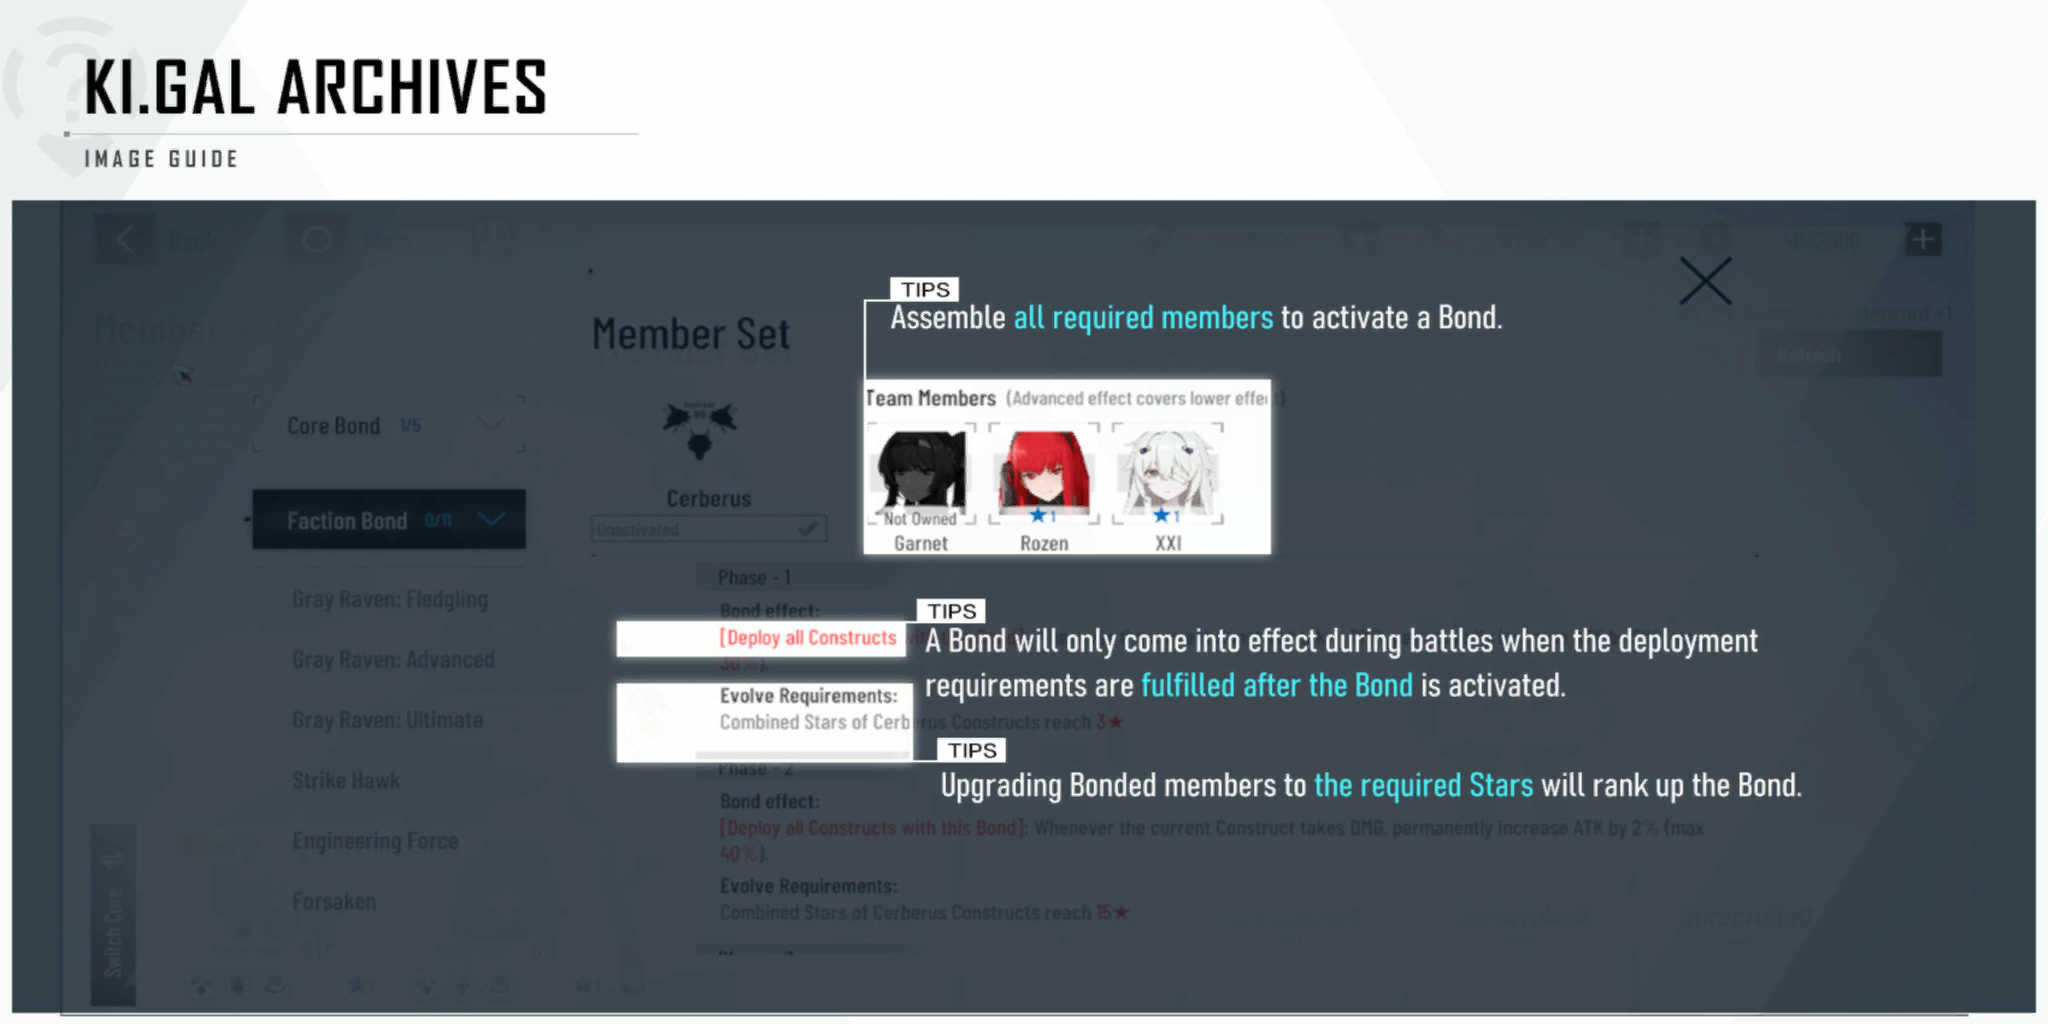 KI.GAL ARCHIVES
IMAGE GUIDE
Back
4032000
TIPS
Assemble all required members to activate a Bond.
Member Set
Refresh
Team Members (Advanced effect covers lower effe
Core Bond 1/5
Cerberus
Unactivated
Faction Bond 0/11
Not Owned
1
1
Garnet
Rozen
XXI
Phase - 1
Bond effect:
[Deploy all Constructs
30%).
TIPS
A Bond will only come into effect during battles when the deployment
requirements are fulfilled after the Bond is activated.
Evolve Requirements:
Combined Stars of Cerberus Constructs reach 3★
TIPS
Upgrading Bonded members to the required Stars will rank up the Bond.
Phase - 2
Bond effect:
[Deploy all Constructs with this Bond]: Whenever the current Construct takes DMG, permanently increase ATK by 2% (max
40%).
Evolve Requirements:
Combined Stars of Cerberus Constructs reach 15★
Gray Raven: Fledgling
Gray Raven: Advanced
Gray Raven: Ultimate
Strike Hawk
Engineering Force
Forsaken
Switch Core